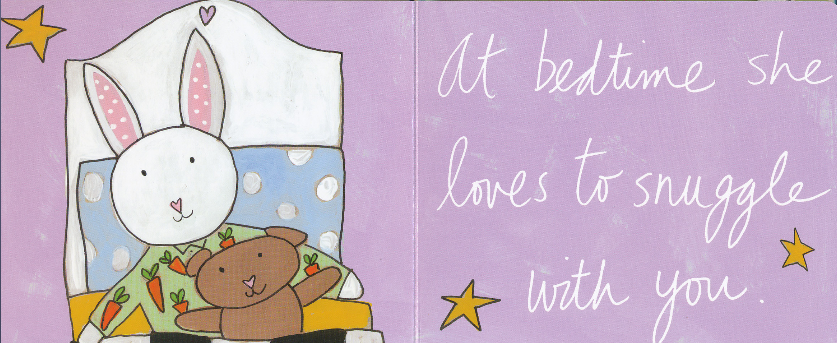 At bedtime she
loves to snuggle
with you.